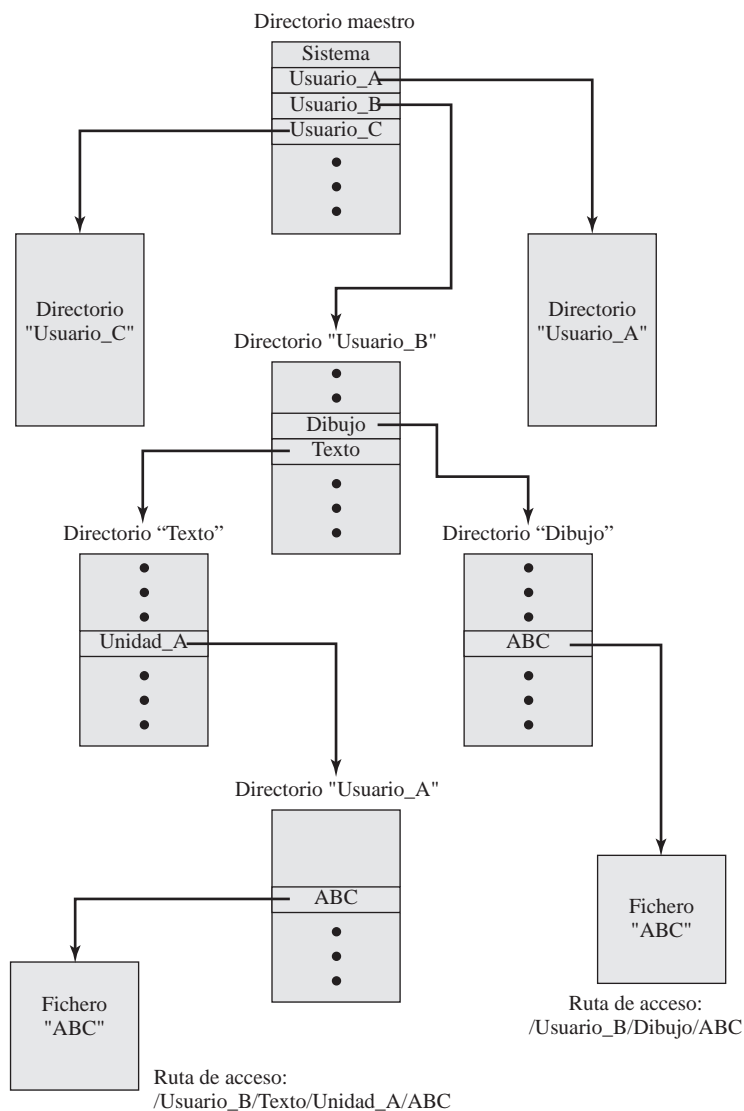 Directorio maestro
Sistema
Usuario_A
Usuario_B
Usuario_C
Directorio
"Usuario_C"
Directorio
"Usuario_A"
Directorio "Usuario_B"
Dibujo
Texto
Directorio “Texto”
Directorio “Dibujo”
Unidad_A
ABC
Directorio "Usuario_A"
ABC
Fichero
"ABC"
Ruta de acceso:
/Usuario_B/Dibujo/ABC
Fichero
"ABC"
Ruta de acceso:
/Usuario_B/Texto/Unidad_A/ABC